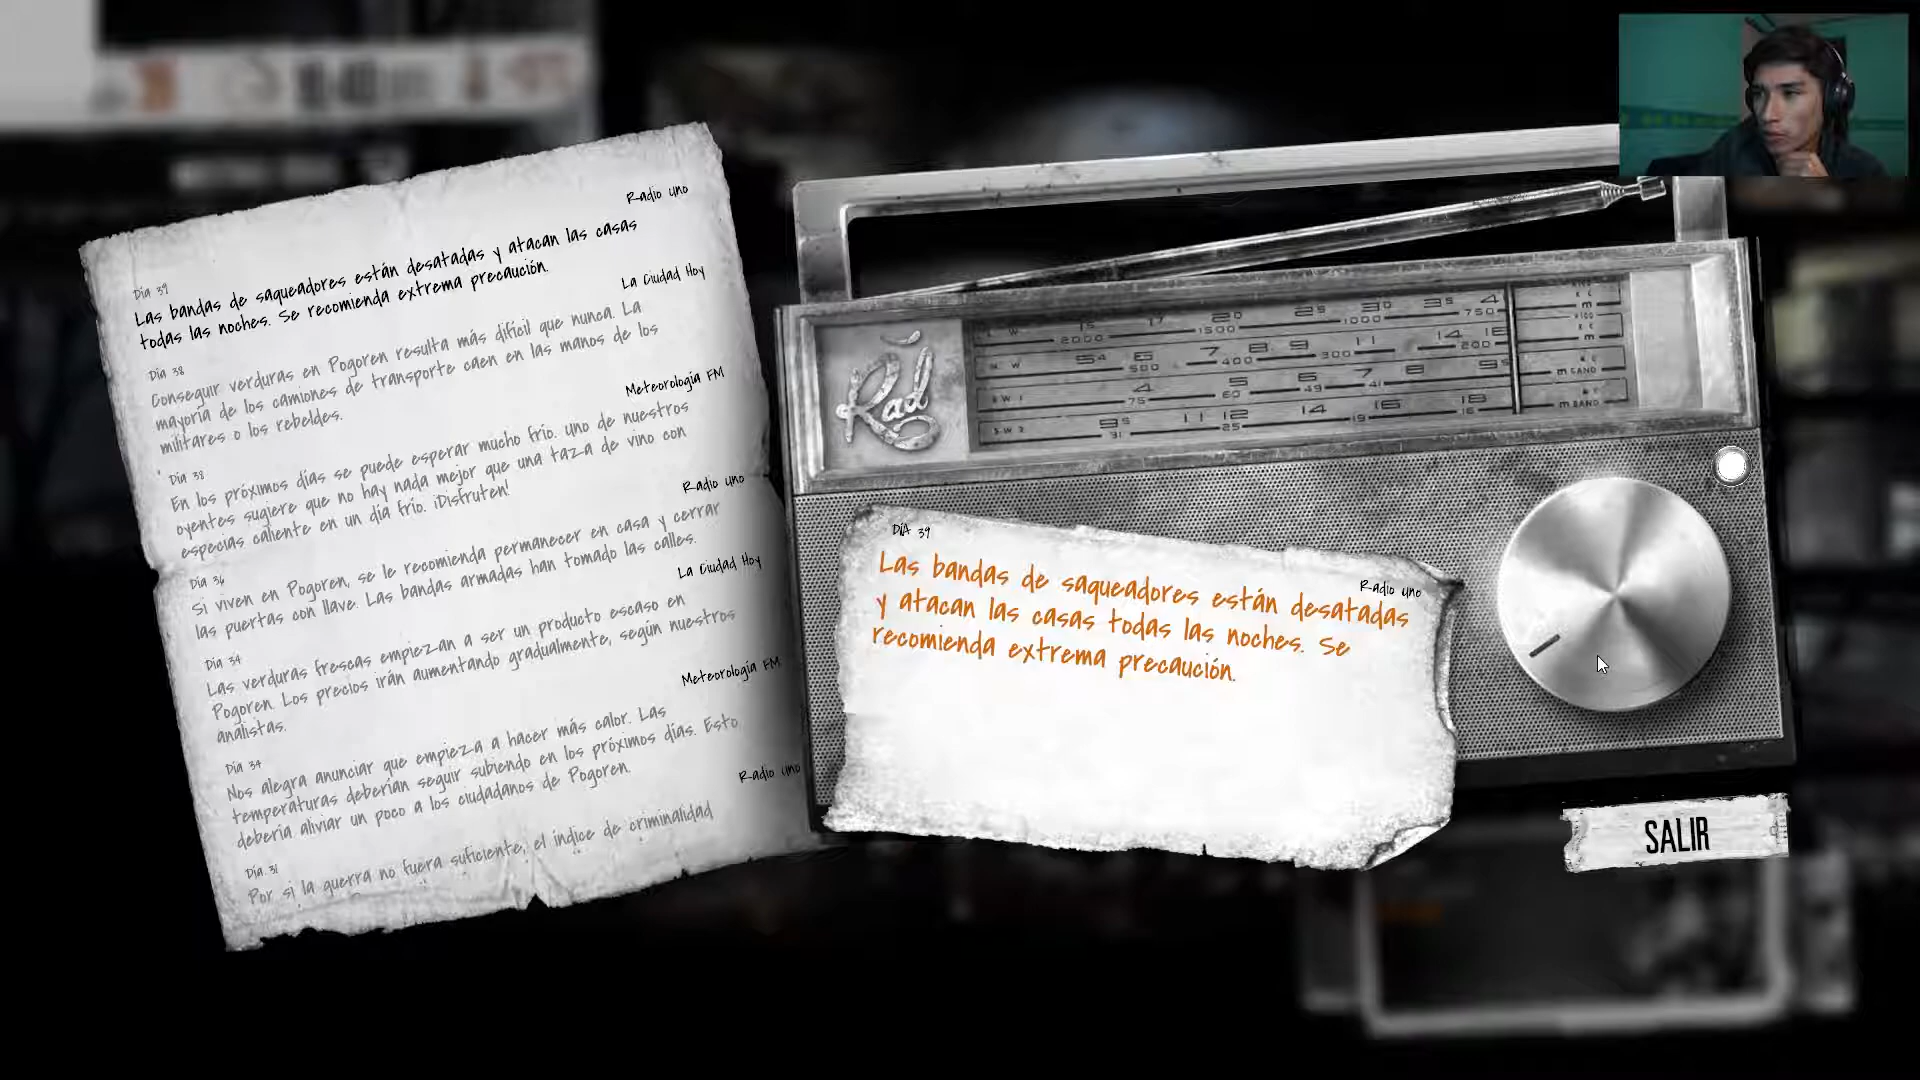 Radio Uno
Día 39
Las bandas de saqueadores están desatadas y atacan las casas
todas las noches. Se recomienda extrema precaución.
La Ciudad Hoy
Día 38
Conseguir verduras en Pogoren resulta más difícil que nunca. La
mayoría de los camiones de transporte caen en las manos de los
militares o los rebeldes.
Meteorología FM
Día 38
En los próximos días se puede esperar mucho frío. Uno de nuestros
oyentes sugiere que no hay nada mejor que una taza de vino con
especias caliente en un día frío. ¡Disfruten!
Radio Uno
Día 36
Si viven en Pogoren, se le recomienda permanecer en casa y cerrar
las puertas con llave. Las bandas armadas han tomado las calles.
La Ciudad Hoy
Día 34
Las verduras frescas empiezan a ser un producto escaso en
Pogoren. Los precios irán aumentando gradualmente, según nuestros
analistas.
Meteorología FM
Día 34
Nos alegra anunciar que empieza a hacer más calor. Las
temperaturas deberían seguir subiendo en los próximos días. Esto
debería aliviar un poco a los ciudadanos de Pogoren.
Radio Uno
Día 31
Por si la guerra no fuera suficiente, el índice de criminalidad
Rad
DÍA 39
Radio Uno
Las bandas de saqueadores están desatadas
y atacan las casas todas las noches. Se
recomienda extrema precaución.
SALIR